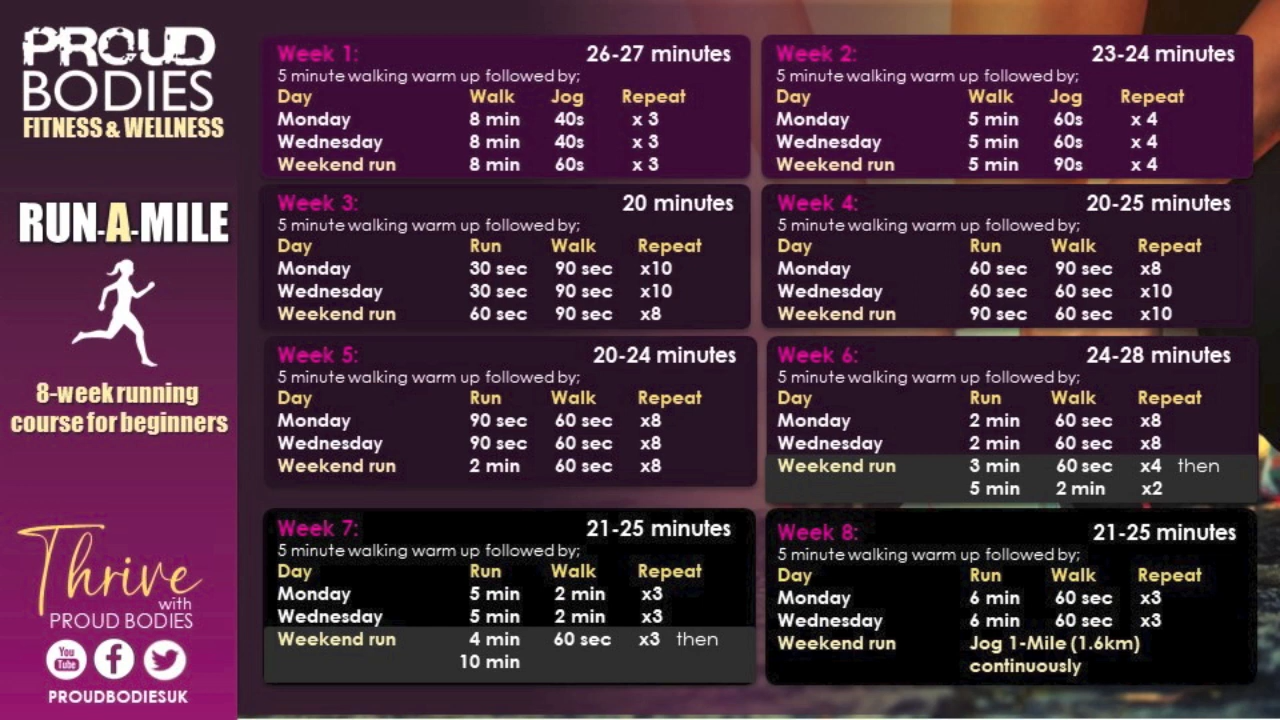 PROUD
BODIES
FITNESS & WELLNESS
RUN-A-MILE
8-week running
course for beginners
Thrive
with
PROUD BODIES
You
Tube
PROUDBODIESUK
Week 1: 26-27 minutes
5 minute walking warm up followed by;
Day Walk Jog Repeat
Monday 8 min 40s x 3
Wednesday 8 min 40s x 3
Weekend run 8 min 60s x 3
Week 2: 23-24 minutes
5 minute walking warm up followed by;
Day Walk Jog Repeat
Monday 5 min 60s x 4
Wednesday 5 min 60s x 4
Weekend run 5 min 90s x 4
Week 3: 20 minutes
5 minute walking warm up followed by;
Day Run Walk Repeat
Monday 30 sec 90 sec x10
Wednesday 30 sec 90 sec x10
Weekend run 60 sec 90 sec x8
Week 4: 20-25 minutes
5 minute walking warm up followed by;
Day Run Walk Repeat
Monday 60 sec 90 sec x8
Wednesday 60 sec 60 sec x10
Weekend run 90 sec 60 sec x10
Week 5: 20-24 minutes
5 minute walking warm up followed by;
Day Run Walk Repeat
Monday 90 sec 60 sec x8
Wednesday 90 sec 60 sec x8
Weekend run 2 min 60 sec x8
Week 6: 24-28 minutes
5 minute walking warm up followed by;
Day Run Walk Repeat
Monday 2 min 60 sec x8
Wednesday 2 min 60 sec x8
Weekend run 3 min 60 sec x4 then
5 min 2 min x2
Week 7: 21-25 minutes
5 minute walking warm up followed by;
Day Run Walk Repeat
Monday 5 min 2 min x3
Wednesday 5 min 2 min x3
Weekend run 4 min 60 sec x3 then
10 min
Week 8: 21-25 minutes
5 minute walking warm up followed by;
Day Run Walk Repeat
Monday 6 min 60 sec x3
Wednesday 6 min 60 sec x3
Weekend run Jog 1-Mile (1.6km)
continuously